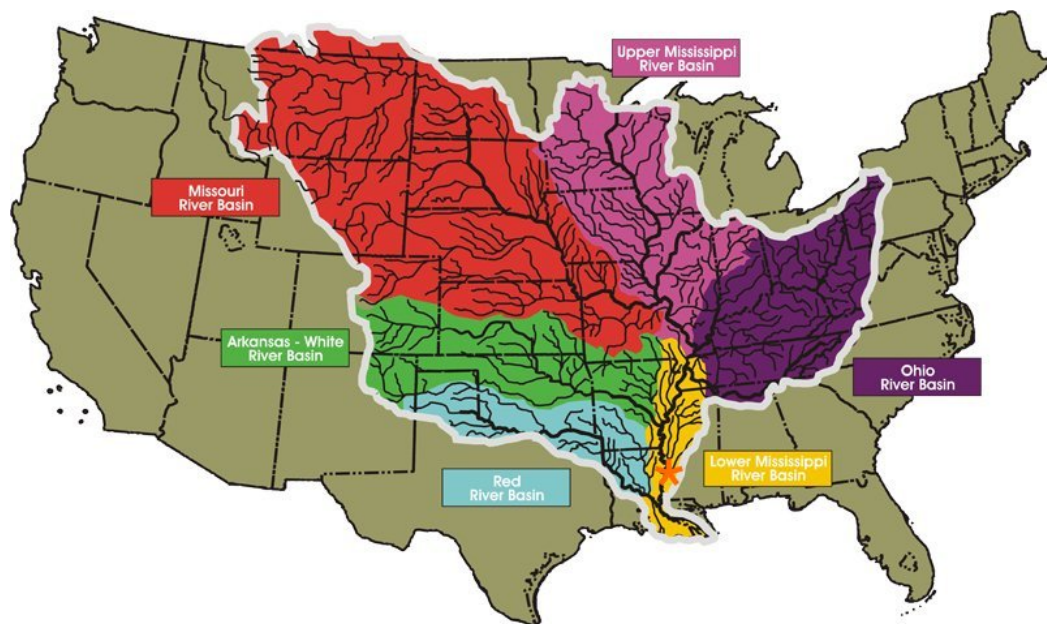 Upper Mississippi
River Basin
Missouri
River Basin
Arkansas - White
River Basin
Ohio
River Basin
Lower Mississippi
River Basin
Red
River Basin